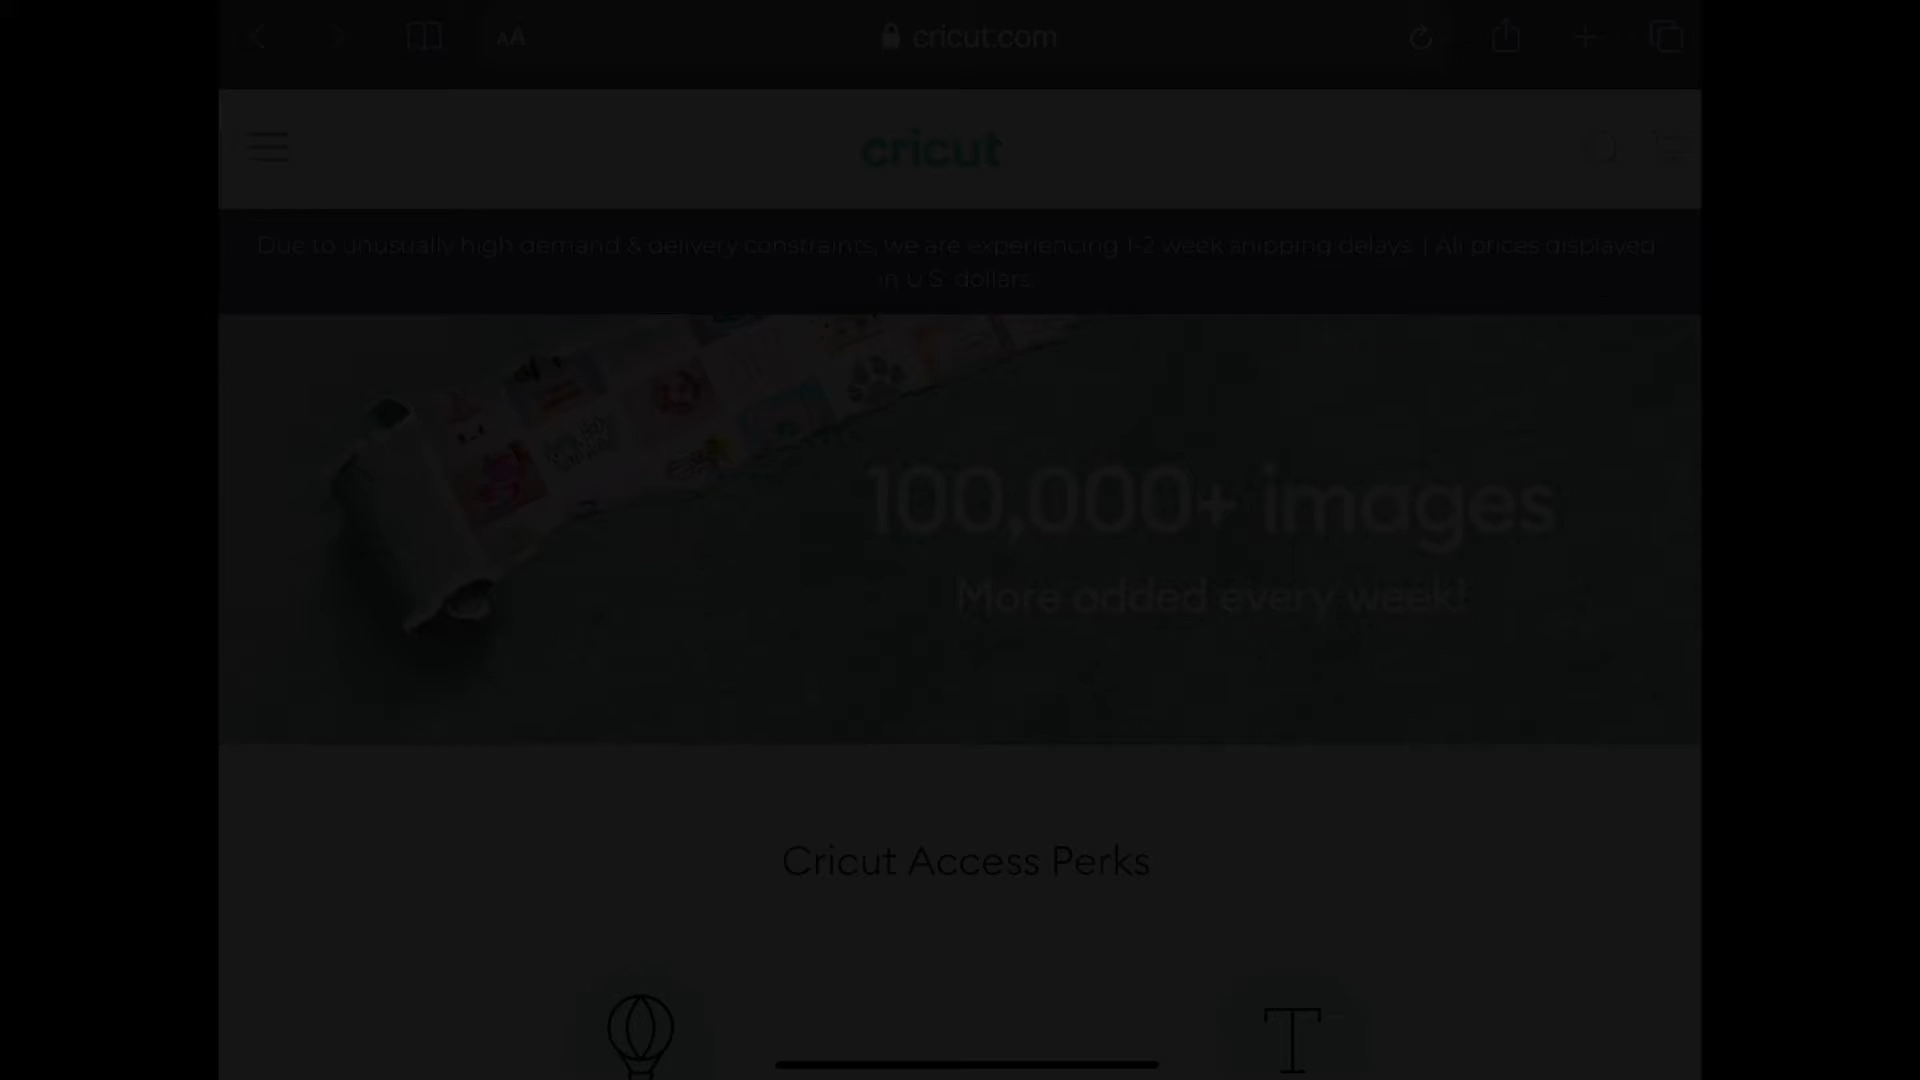 AA cricut.com
cricut
Due to unusually high demand & delivery constraints, we are experiencing 1-2 week shipping delays. | All prices displayed
in U.S. dollars.
100,000+ images
More added every week!
Cricut Access Perks